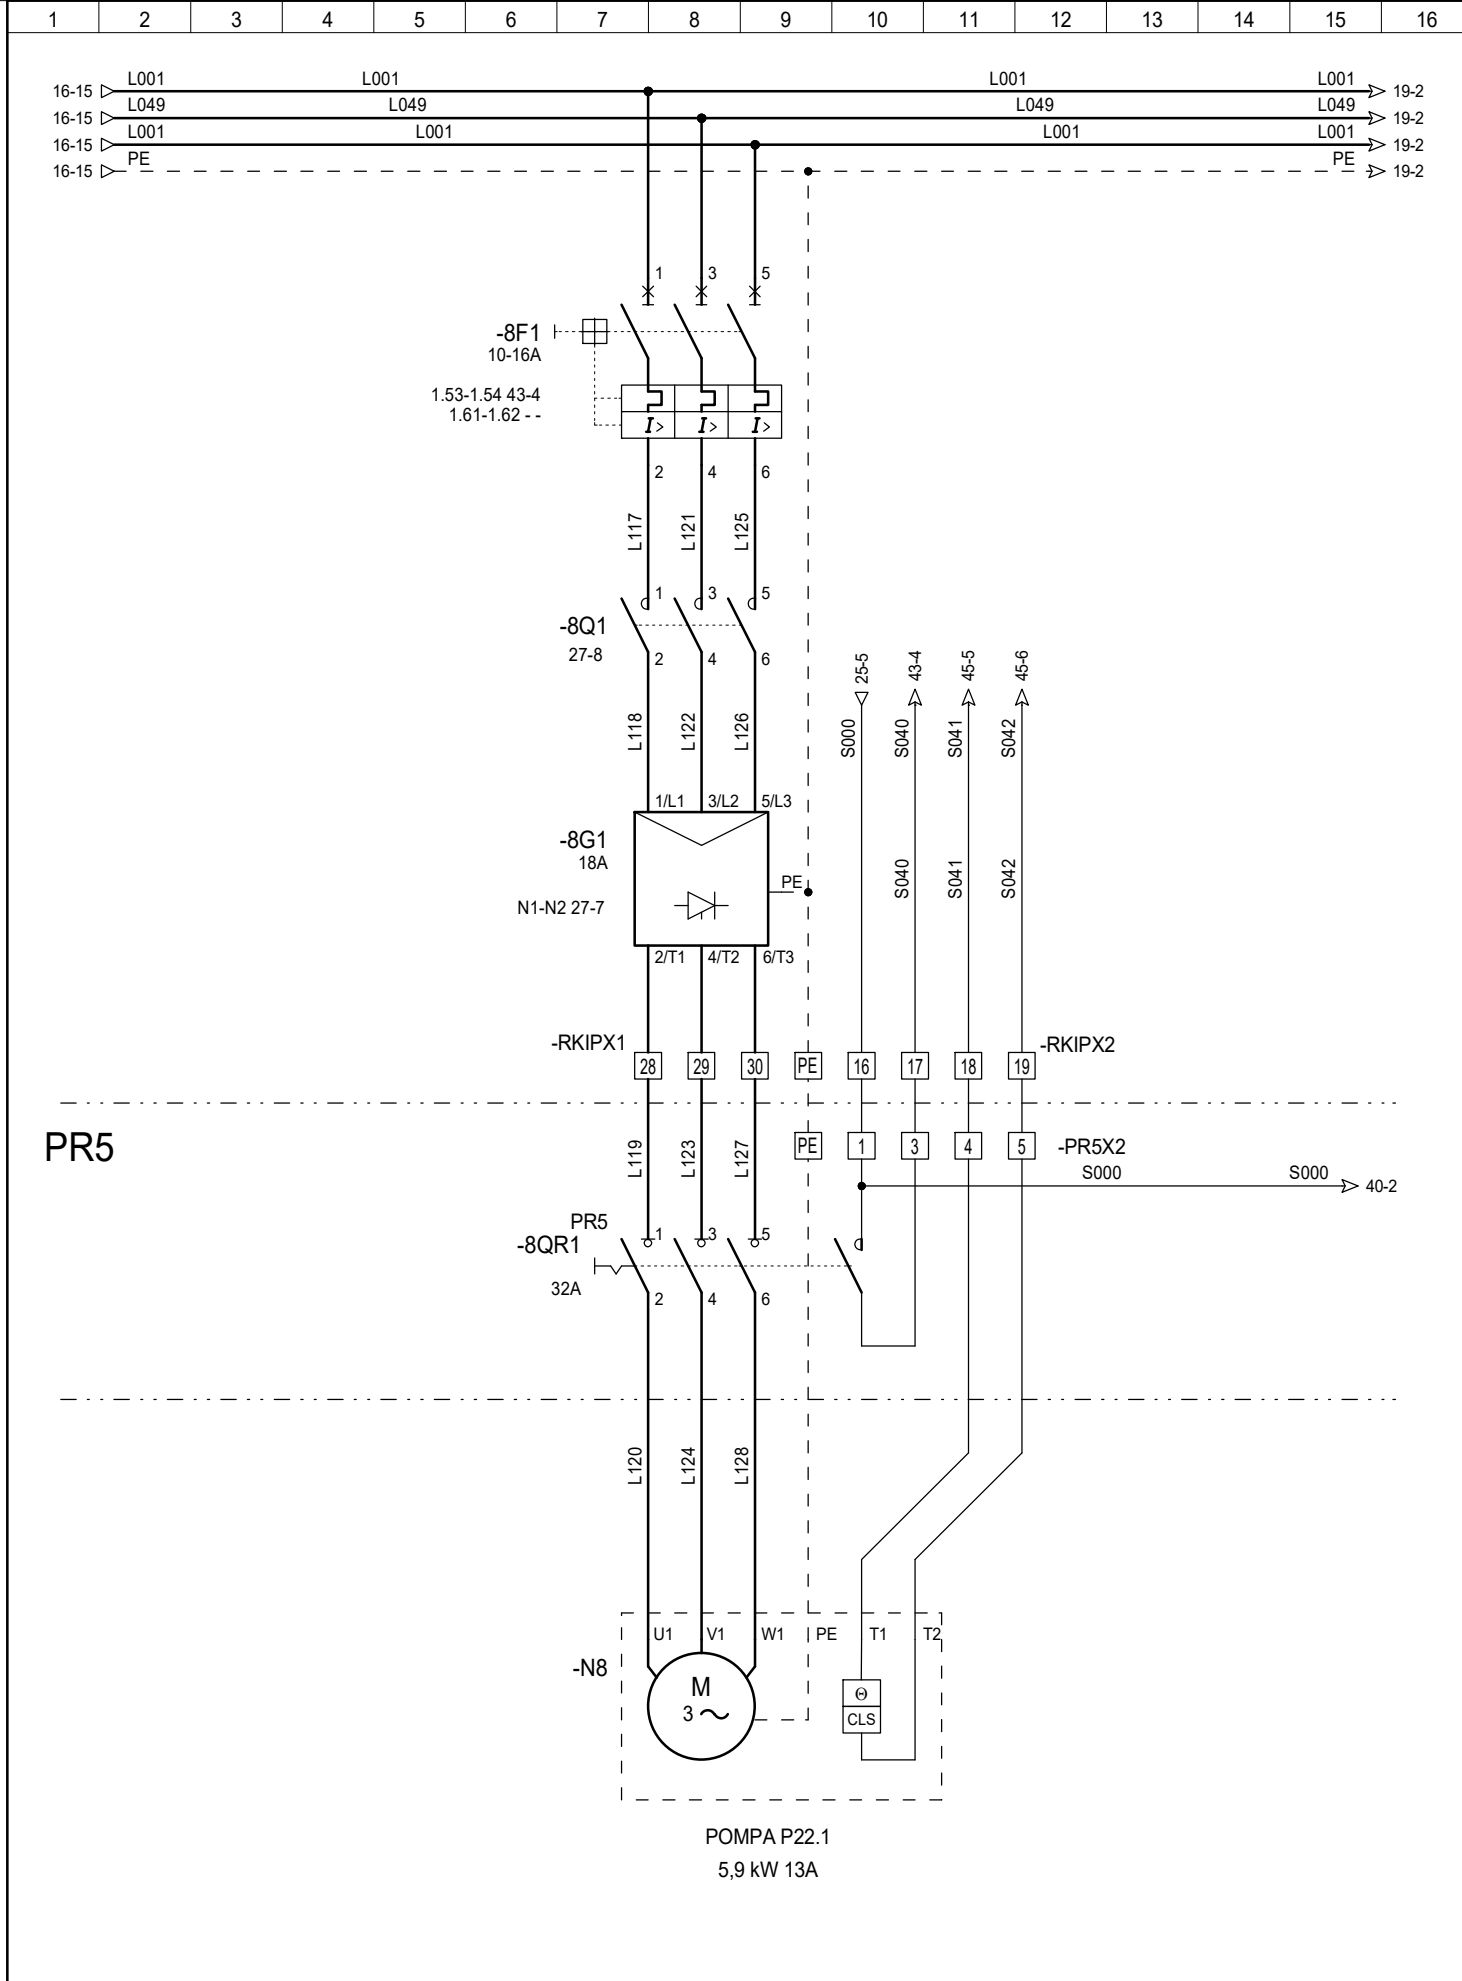 1 2 3 4 5 6 7 8 9 10 11 12 13 14 15 16
16-15 L001 L001 L001 L001 19-2
16-15 L049 L049 L049 L049 19-2
16-15 L001 L001 L001 L001 19-2
16-15 PE PE 19-2
1 3 5
-8F1
10-16A
1.53-1.54 43-4
1.61-1.62 - -
I> I> I>
2 4 6
L117 L121 L125
1 3 5
-8Q1
27-8
2 4 6
25-5 43-4 45-5 45-6
L118 L122 L126 S000 S040 S041 S042
1/L1 3/L2 5/L3
-8G1
18A
PE
S040 S041 S042
N1-N2 27-7
2/T1 4/T2 6/T3
-RKIPX1 -RKIPX2
28 29 30 PE 16 17 18 19
PR5
L119 L123 L127
PE 1 3 4 5 -PR5X2
S000 S000 40-2
PR5
1 3 5
-8QR1
32A
2 4 6
L120 L124 L128
U1 V1 W1 PE T1 T2
-N8
M
3
Θ
CLS
POMPA P22.1
5,9 kW 13A